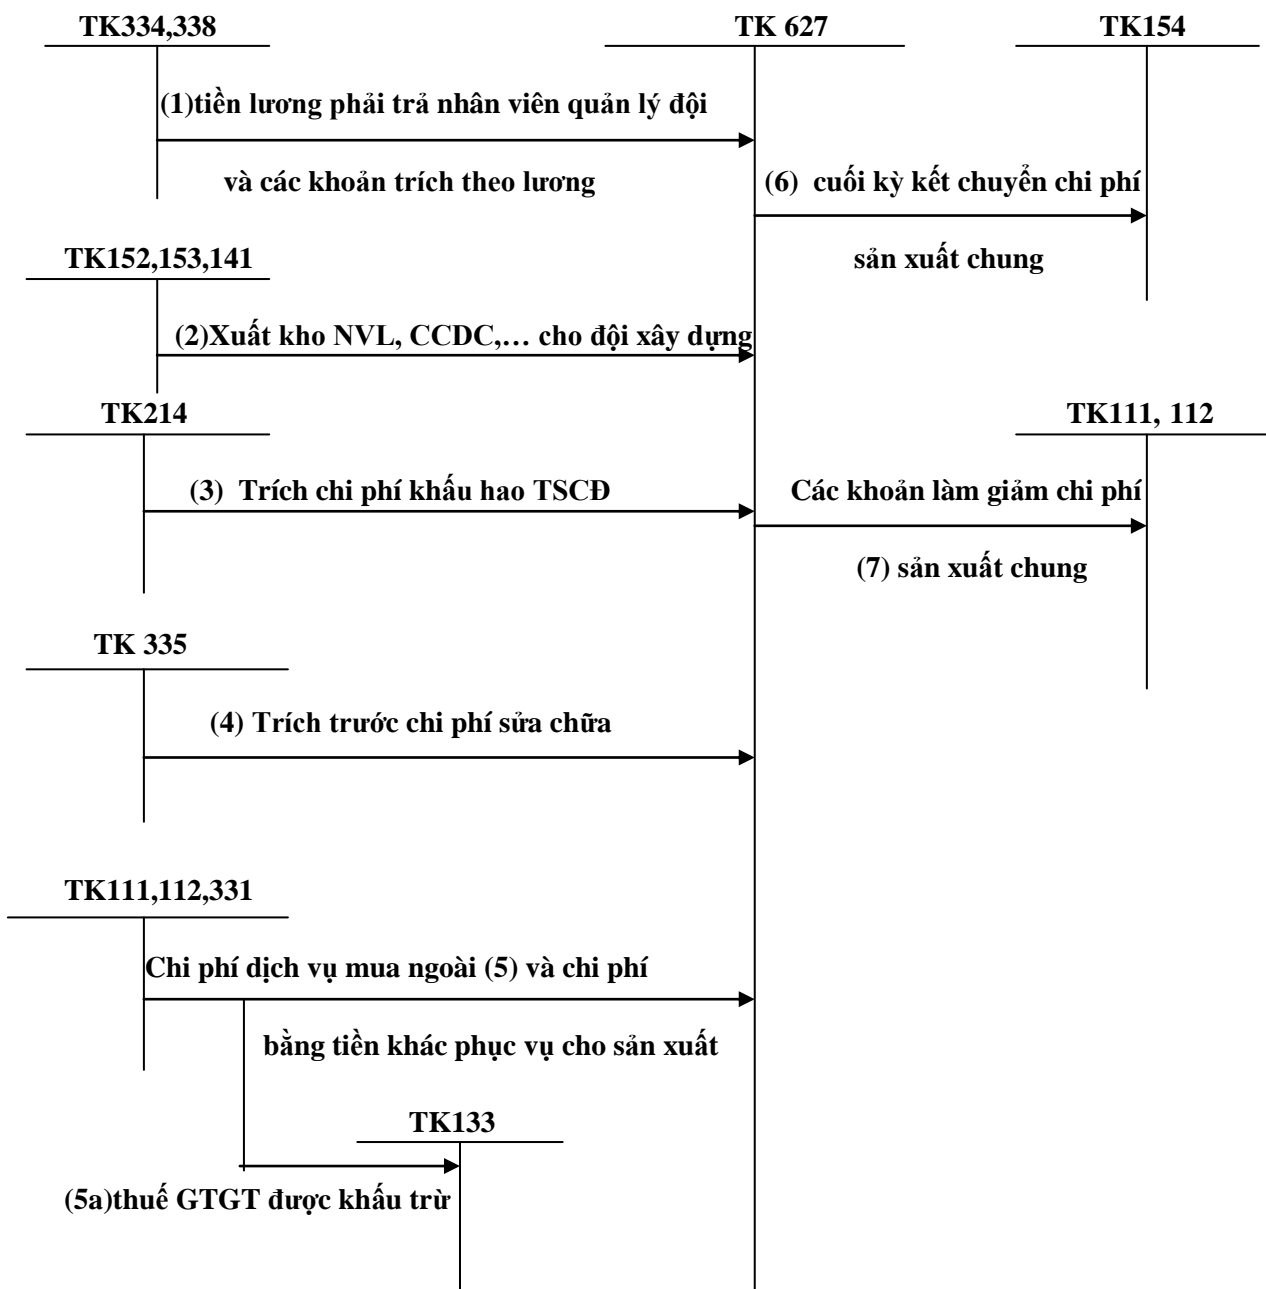 TK334,338
TK 627
TK154
(1)tiền lương phải trả nhân viên quản lý đội
và các khoản trích theo lương
(6) cuối kỳ kết chuyển chi phí
sản xuất chung
TK152,153,141
(2)Xuất kho NVL, CCDC,… cho đội xây dựng
TK214
TK111, 112
(3) Trích chi phí khấu hao TSCĐ
Các khoản làm giảm chi phí
(7) sản xuất chung
TK 335
(4) Trích trước chi phí sửa chữa
TK111,112,331
Chi phí dịch vụ mua ngoài (5) và chi phí
bằng tiền khác phục vụ cho sản xuất
TK133
(5a)thuế GTGT được khấu trừ